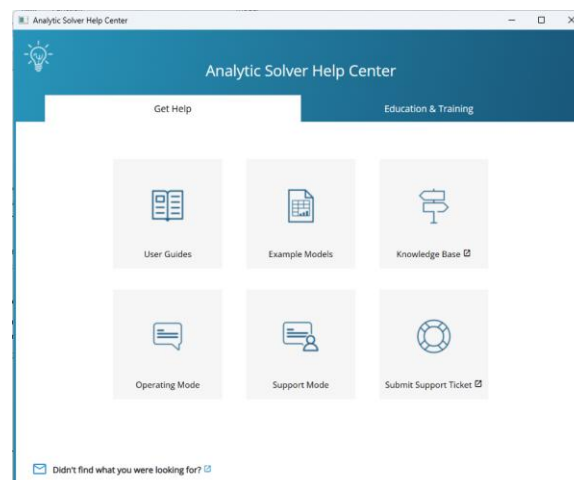 Analytic Solver Help Center
Analytic Solver Help Center
Get Help
Education & Training
User Guides
Example Models
Knowledge Base
Operating Mode
Support Mode
Submit Support Ticket
Didn't find what you were looking for?